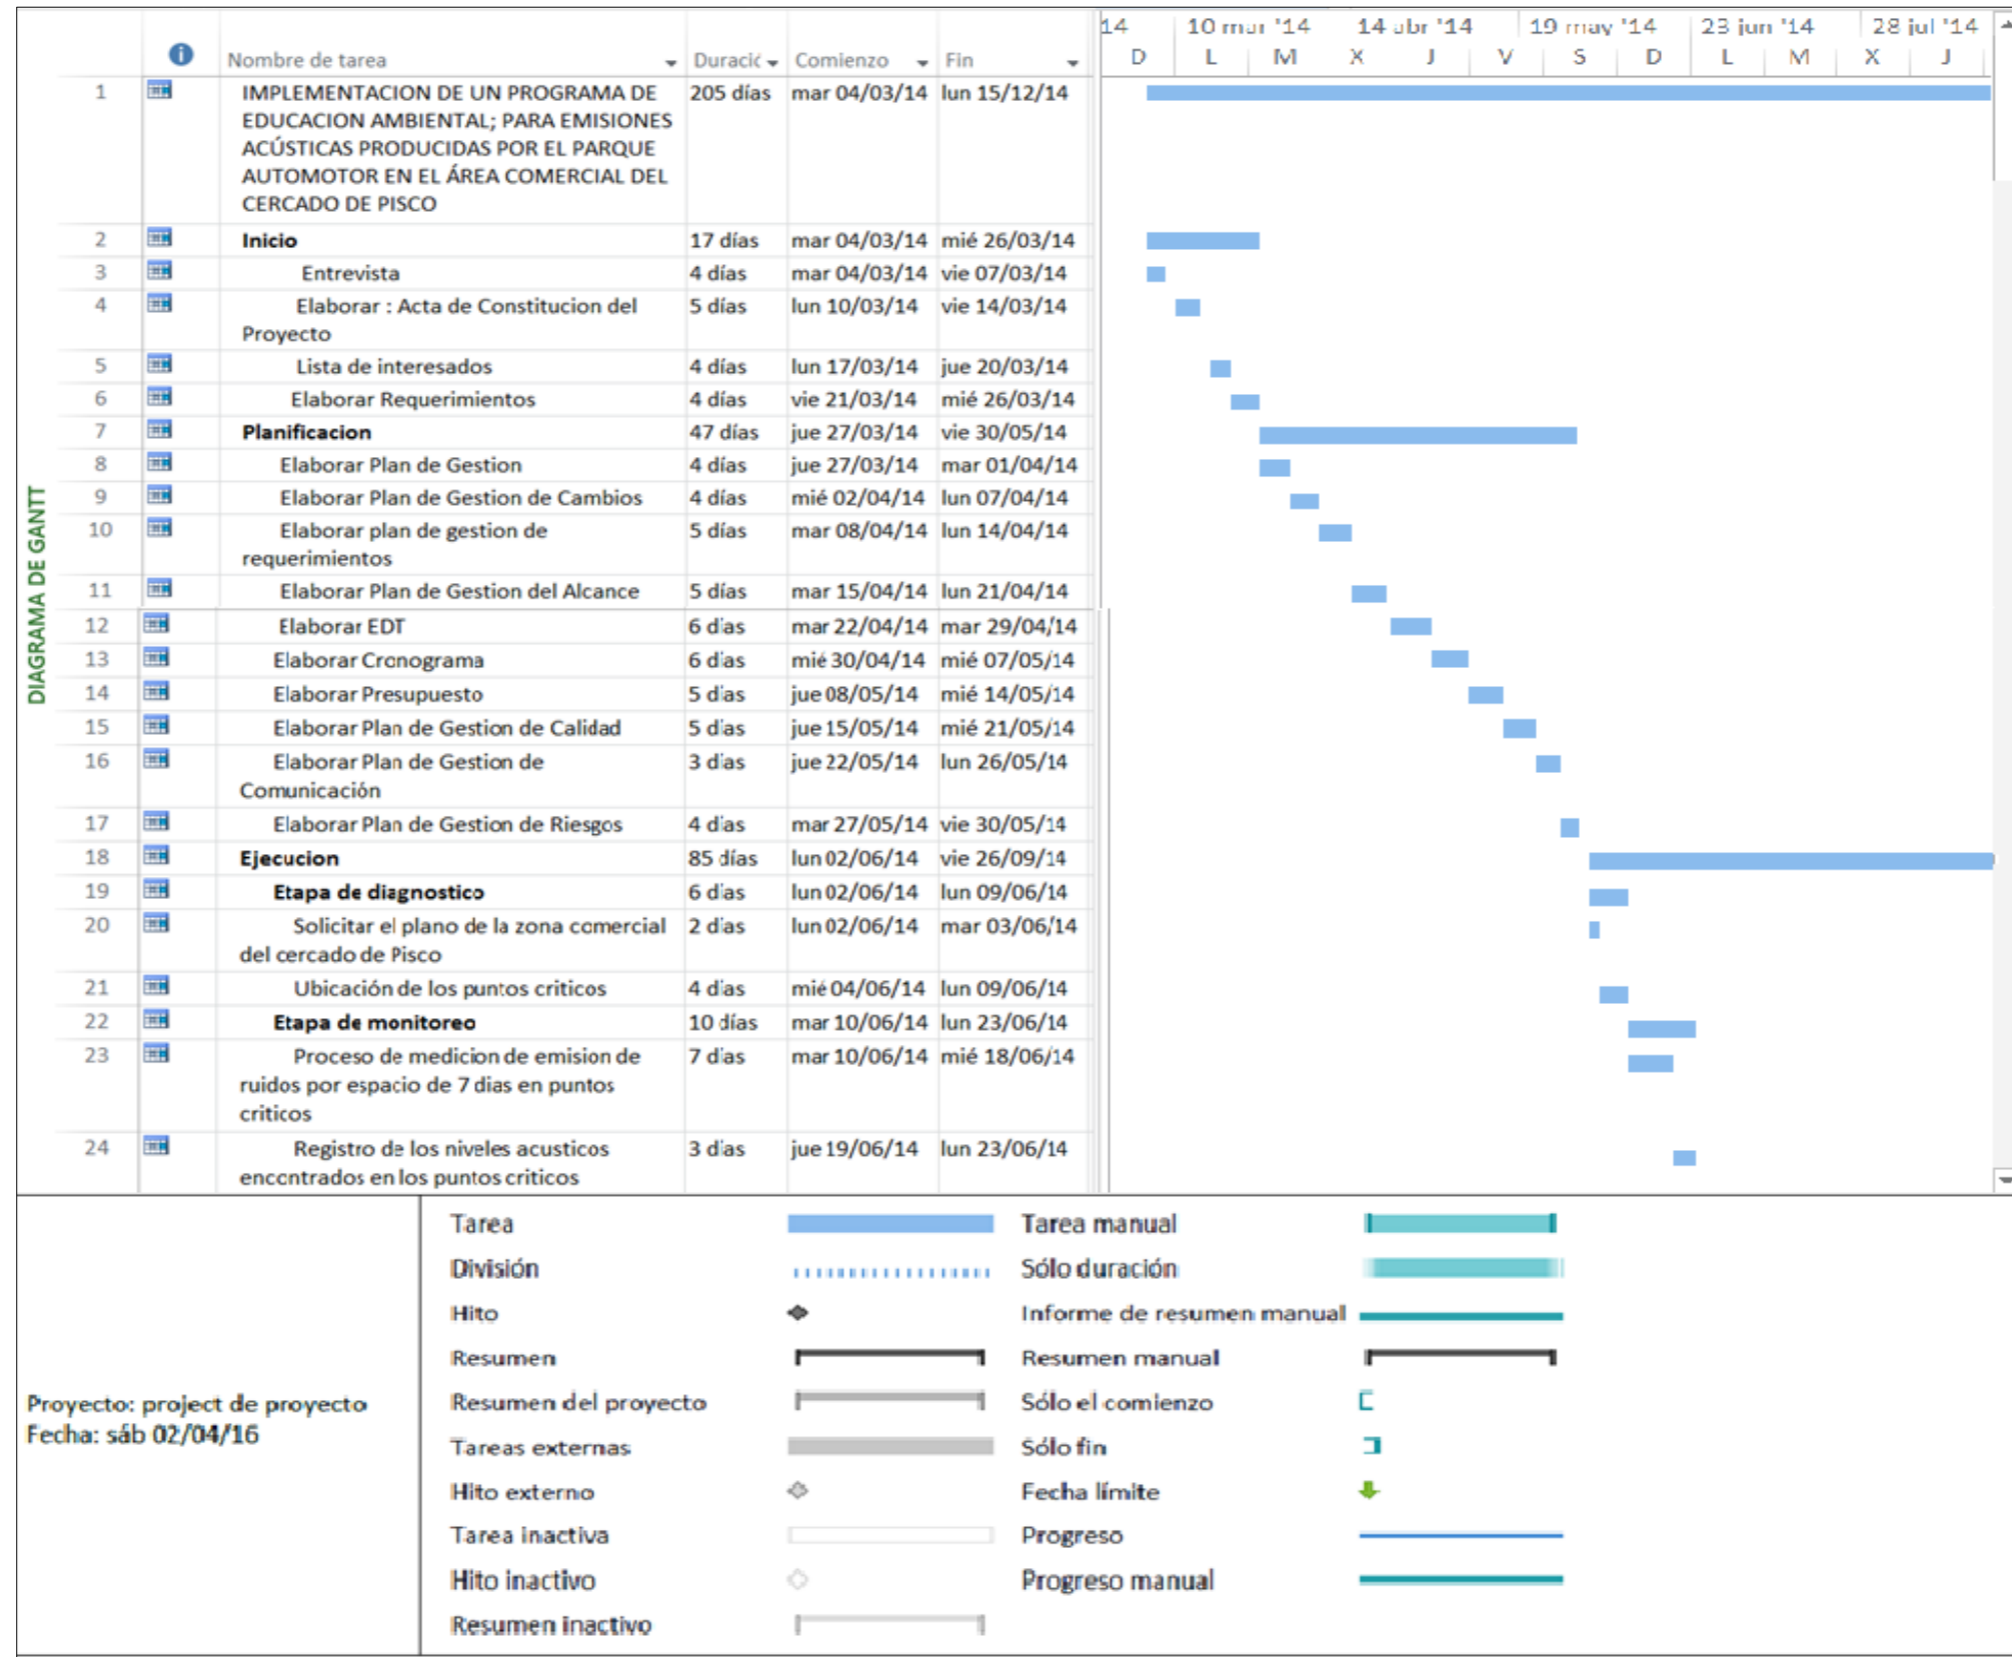 14 10 mar '14 14 abr '14 19 may '14 23 jun '14 28 jul '14
Nombre de tarea Duració Comienzo Fin D L M X J V S D L M X J
1 IMPLEMENTACION DE UN PROGRAMA DE 205 días mar 04/03/14 lun 15/12/14
EDUCACION AMBIENTAL; PARA EMISIONES
ACÚSTICAS PRODUCIDAS POR EL PARQUE
AUTOMOTOR EN EL ÁREA COMERCIAL DEL
CERCADO DE PISCO
2 Inicio 17 días mar 04/03/14 mié 26/03/14
3 Entrevista 4 días mar 04/03/14 vie 07/03/14
4 Elaborar : Acta de Constitucion del 5 días lun 10/03/14 vie 14/03/14
Proyecto
5 Lista de interesados 4 días lun 17/03/14 jue 20/03/14
6 Elaborar Requerimientos 4 días vie 21/03/14 mié 26/03/14
7 Planificacion 47 días jue 27/03/14 vie 30/05/14
8 Elaborar Plan de Gestion 4 días jue 27/03/14 mar 01/04/14
9 Elaborar Plan de Gestion de Cambios 4 días mié 02/04/14 lun 07/04/14
10 Elaborar plan de gestion de 5 días mar 08/04/14 lun 14/04/14
requerimientos
11 Elaborar Plan de Gestion del Alcance 5 días mar 15/04/14 lun 21/04/14
12 Elaborar EDT 6 días mar 22/04/14 mar 29/04/14
13 Elaborar Cronograma 6 días mié 30/04/14 mié 07/05/14
14 Elaborar Presupuesto 5 días jue 08/05/14 mié 14/05/14
15 Elaborar Plan de Gestion de Calidad 5 días jue 15/05/14 mié 21/05/14
16 Elaborar Plan de Gestion de 3 días jue 22/05/14 lun 26/05/14
Comunicación
17 Elaborar Plan de Gestion de Riesgos 4 días mar 27/05/14 vie 30/05/14
18 Ejecucion 85 días lun 02/06/14 vie 26/09/14
19 Etapa de diagnostico 6 días lun 02/06/14 lun 09/06/14
20 Solicitar el plano de la zona comercial 2 días lun 02/06/14 mar 03/06/14
del cercado de Pisco
21 Ubicación de los puntos criticos 4 días mié 04/06/14 lun 09/06/14
22 Etapa de monitoreo 10 días mar 10/06/14 lun 23/06/14
23 Proceso de medicion de emision de 7 días mar 10/06/14 mié 18/06/14
ruidos por espacio de 7 dias en puntos
criticos
24 Registro de los niveles acusticos 3 días jue 19/06/14 lun 23/06/14
encontrados en los puntos criticos
DIAGRAMA DE GANTT
Proyecto: project de proyecto
Fecha: sáb 02/04/16
Tarea Tarea manual
División Sólo duración
Hito Informe de resumen manual
Resumen Resumen manual
Resumen del proyecto Sólo el comienzo
Tareas externas Sólo fin
Hito externo Fecha límite
Tarea inactiva Progreso
Hito inactivo Progreso manual
Resumen inactivo